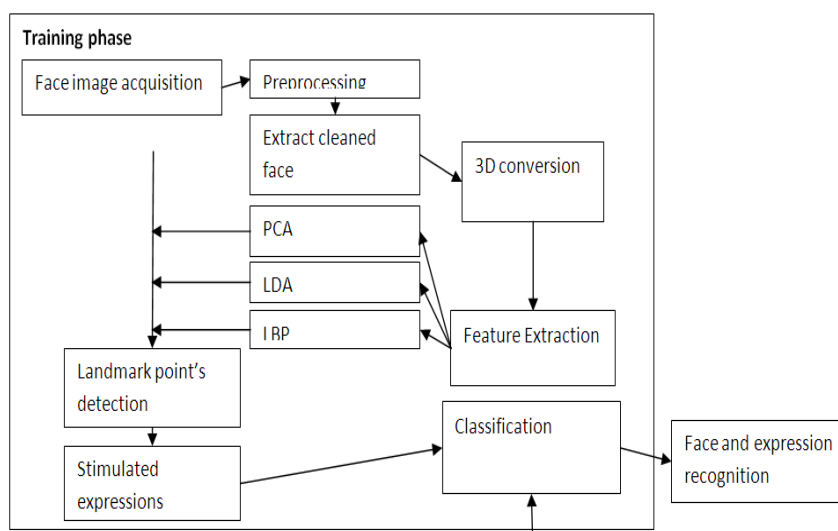 Training phase
Face image acquisition
Preprocessing
Extract cleaned
face
3D conversion
PCA
LDA
LBP
Feature Extraction
Landmark point's
detection
Classification
Stimulated
expressions
Face and expression
recognition